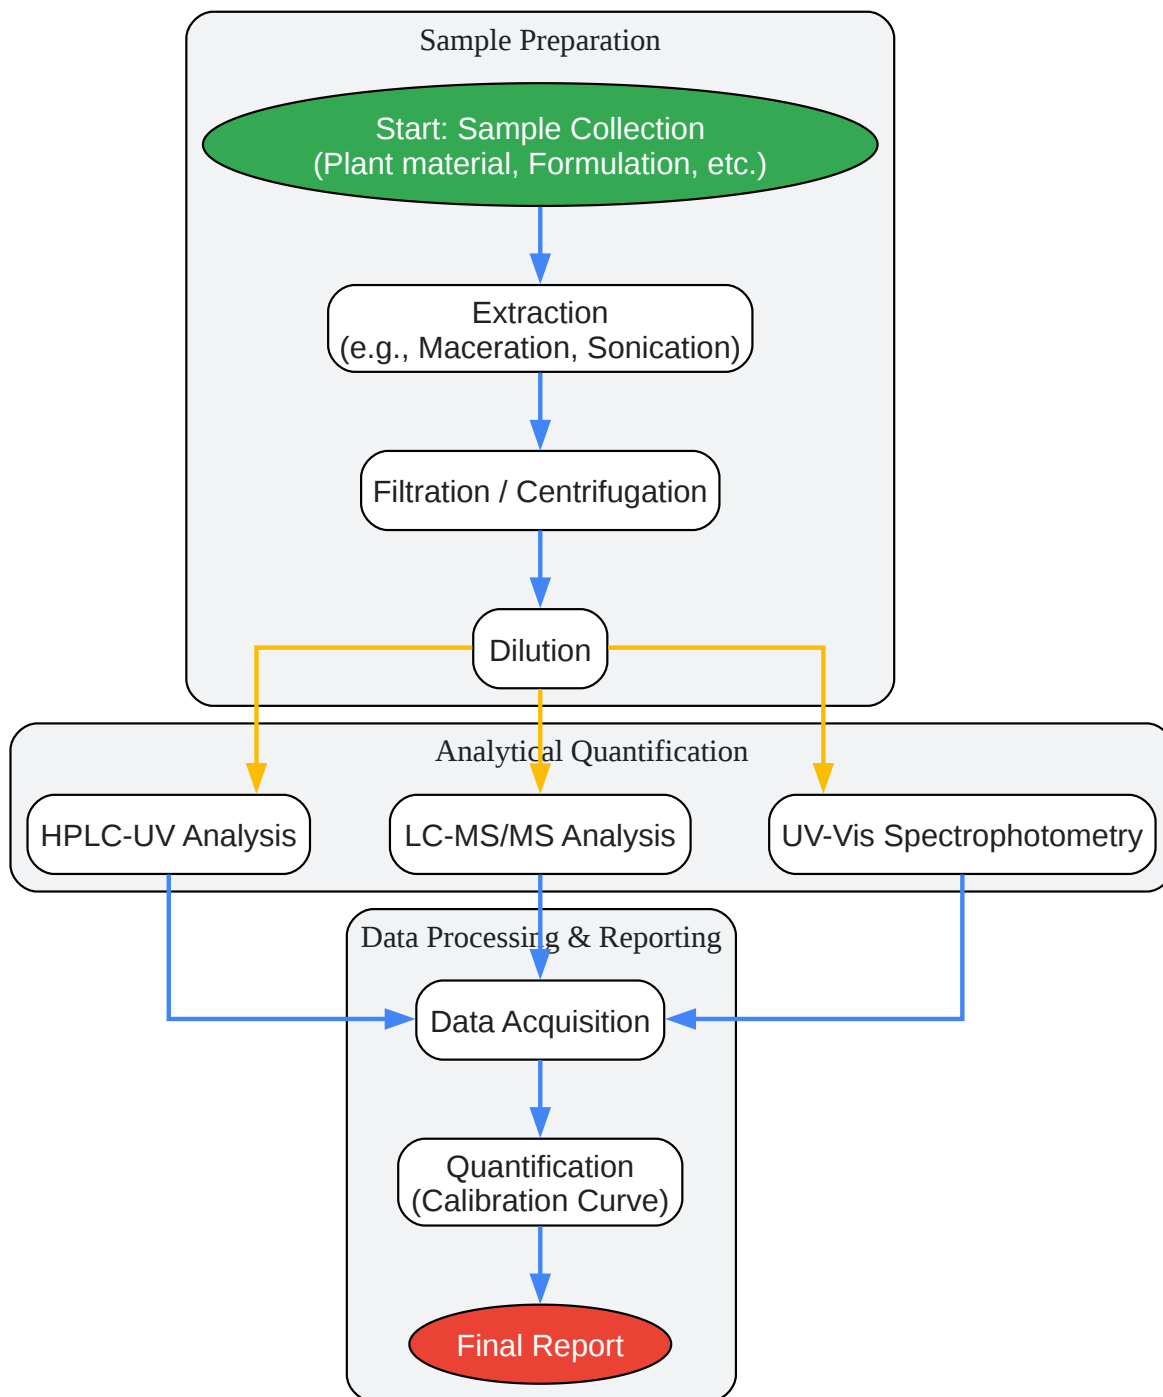 Sample Preparation
Start: Sample Collection
(Plant material, Formulation, etc.)
Extraction
(e.g., Maceration, Sonication)
Filtration / Centrifugation
Dilution
Analytical Quantification
HPLC-UV Analysis
LC-MS/MS Analysis
UV-Vis Spectrophotometry
Data Processing & Reporting
Data Acquisition
Quantification
(Calibration Curve)
Final Report